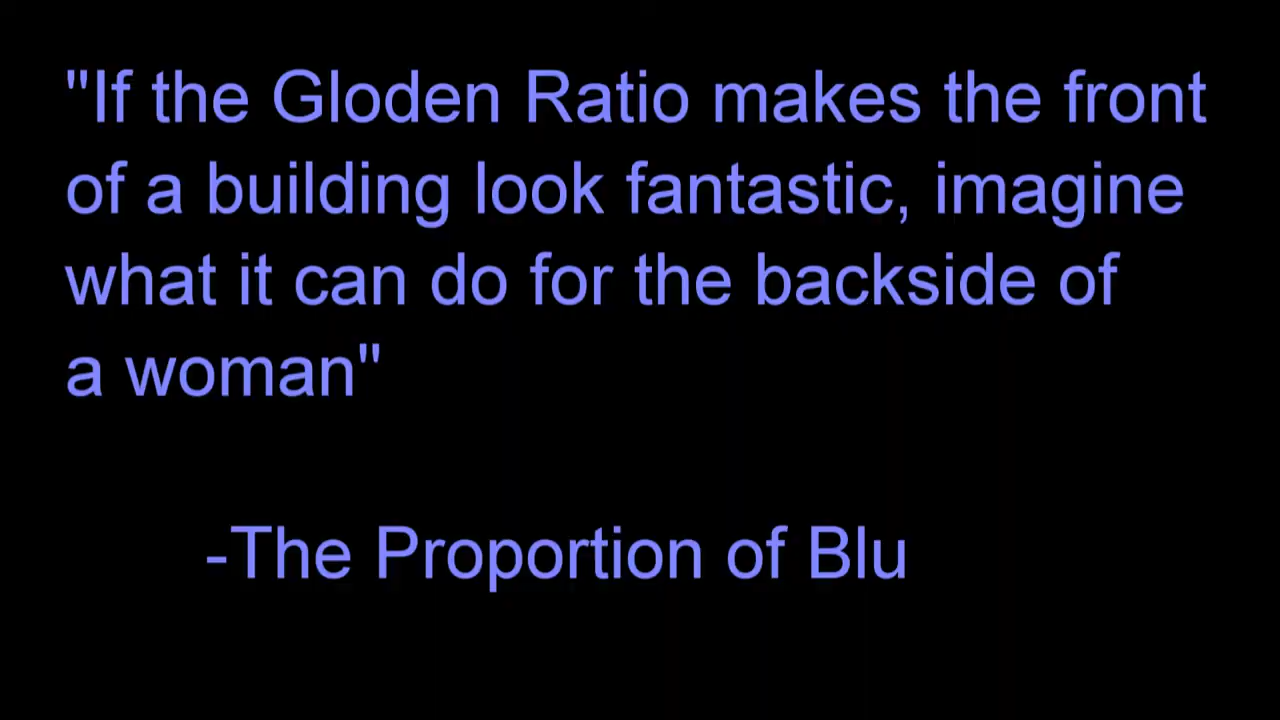 "If the Gloden Ratio makes the front
of a building look fantastic, imagine
what it can do for the backside of
a woman"
-The Proportion of Blu